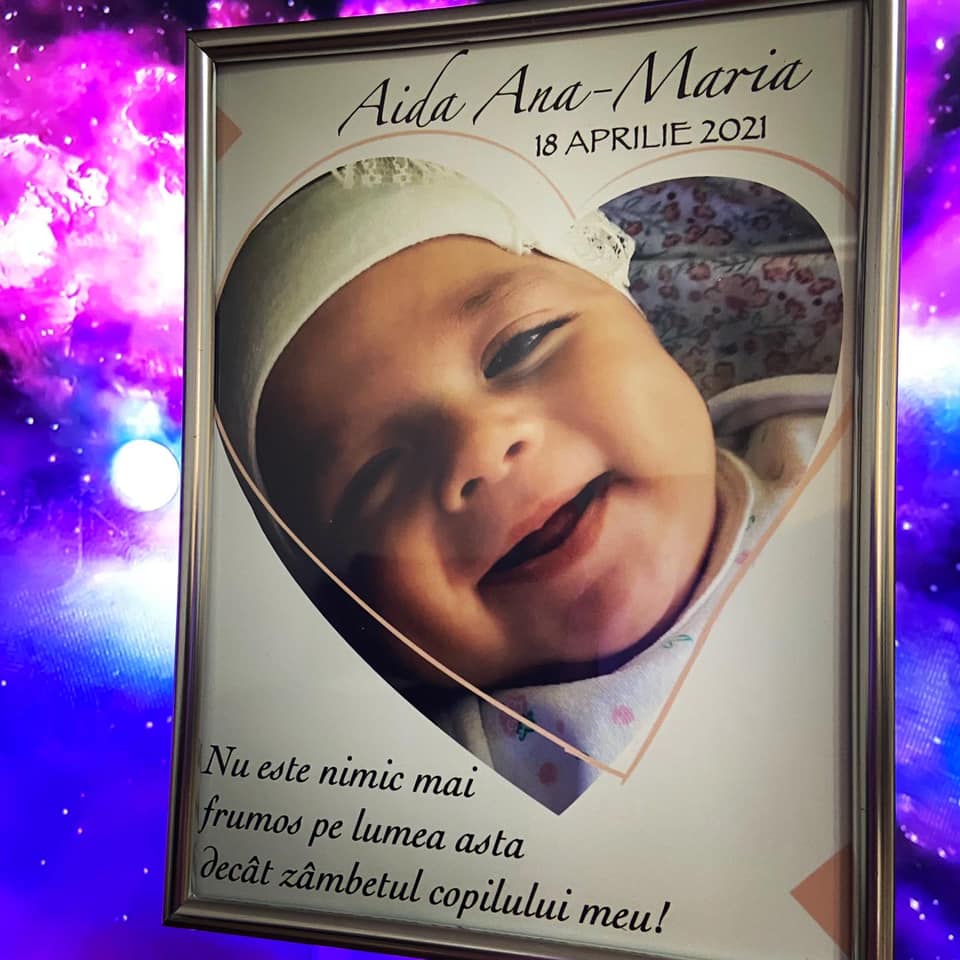 Aida Ana-Maria
18 APRILIE 2021
Nu este nimic mai
frumos pe lumea asta
decât zâmbetul copilului meu!